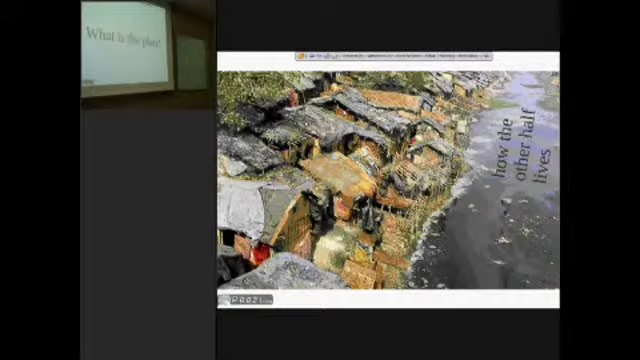 What is the plan?
how the
other half
lives
Prezi